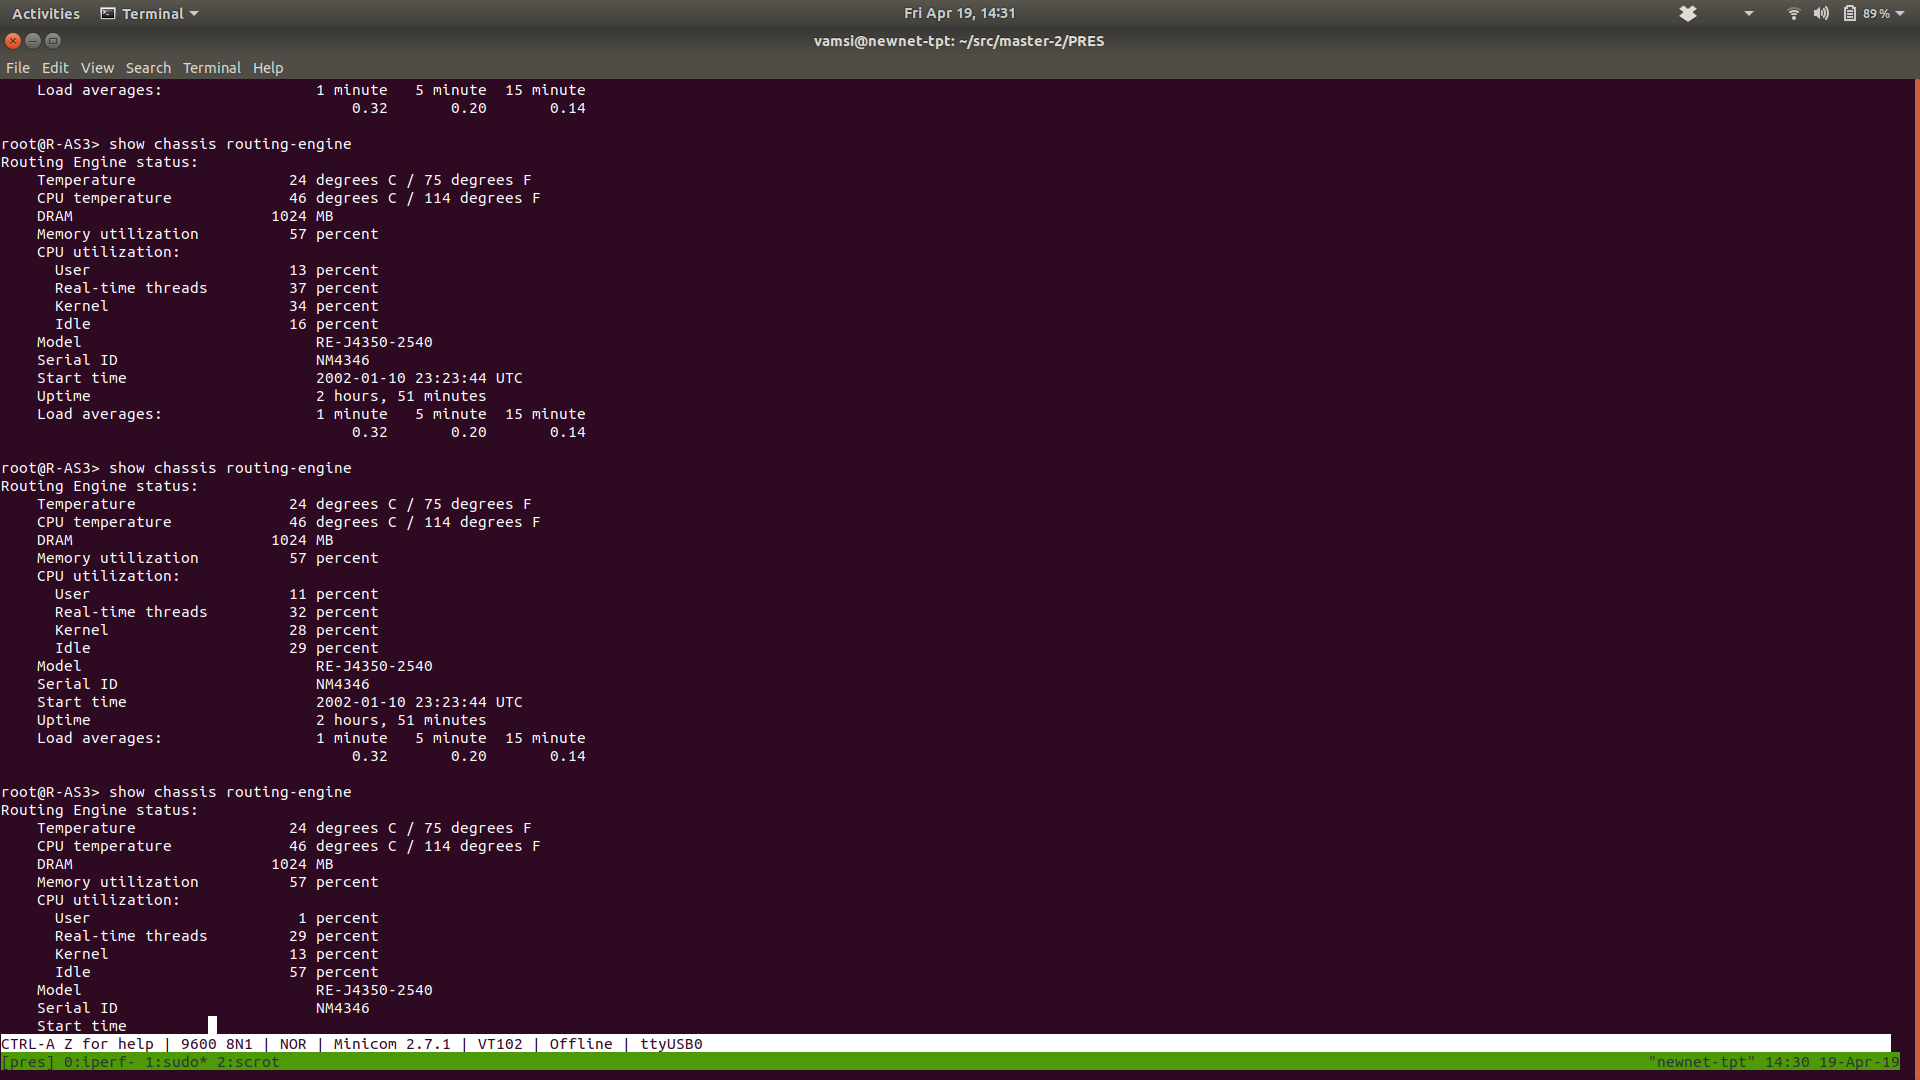 Activities Terminal Fri Apr 19, 14:31 89 %
vamsi@newnet-tpt: ~/src/master-2/PRES
File Edit View Search Terminal Help
Load averages: 1 minute 5 minute 15 minute
0.32 0.20 0.14
root@R-AS3> show chassis routing-engine
Routing Engine status:
Temperature 24 degrees C / 75 degrees F
CPU temperature 46 degrees C / 114 degrees F
DRAM 1024 MB
Memory utilization 57 percent
CPU utilization:
User 13 percent
Real-time threads 37 percent
Kernel 34 percent
Idle 16 percent
Model RE-J4350-2540
Serial ID NM4346
Start time 2002-01-10 23:23:44 UTC
Uptime 2 hours, 51 minutes
Load averages: 1 minute 5 minute 15 minute
0.32 0.20 0.14
root@R-AS3> show chassis routing-engine
Routing Engine status:
Temperature 24 degrees C / 75 degrees F
CPU temperature 46 degrees C / 114 degrees F
DRAM 1024 MB
Memory utilization 57 percent
CPU utilization:
User 11 percent
Real-time threads 32 percent
Kernel 28 percent
Idle 29 percent
Model RE-J4350-2540
Serial ID NM4346
Start time 2002-01-10 23:23:44 UTC
Uptime 2 hours, 51 minutes
Load averages: 1 minute 5 minute 15 minute
0.32 0.20 0.14
root@R-AS3> show chassis routing-engine
Routing Engine status:
Temperature 24 degrees C / 75 degrees F
CPU temperature 46 degrees C / 114 degrees F
DRAM 1024 MB
Memory utilization 57 percent
CPU utilization:
User 1 percent
Real-time threads 29 percent
Kernel 13 percent
Idle 57 percent
Model RE-J4350-2540
Serial ID NM4346
Start time
CTRL-A Z for help | 9600 8N1 | NOR | Minicom 2.7.1 | VT102 | Offline | ttyUSB0
[pres] 0:iperf- 1:sudo* 2:scrot "newnet-tpt" 14:30 19-Apr-19